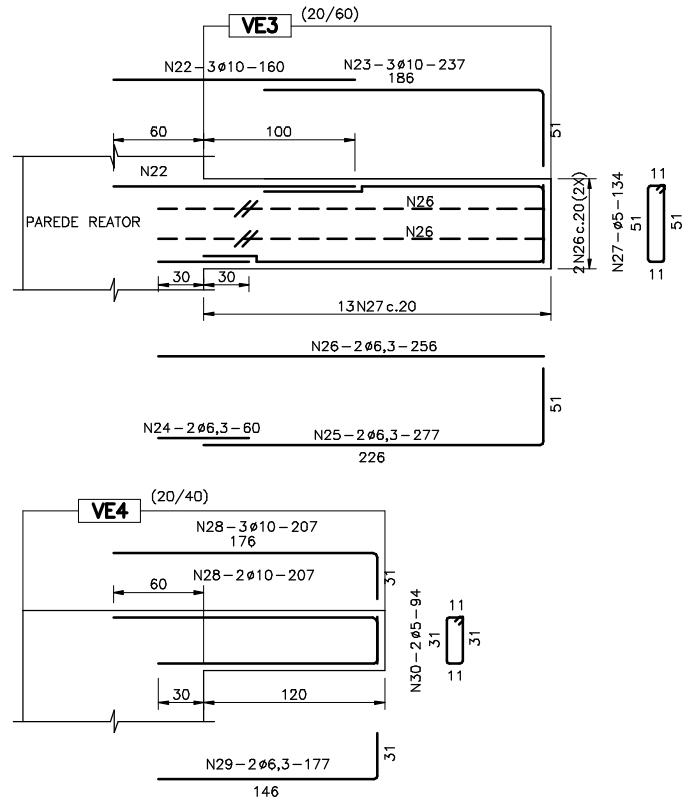 VE3 (20/60)
N22-3ø10-160
N23-3ø10-237
186
51
60
100
N22
PAREDE REATOR
N26
N26
2N26 c.20(2X)
N27-ø5-134
11
51
51
11
30
30
13N27 c.20
N26-2ø6,3-256
51
N24-2ø6,3-60
N25-2ø6,3-277
226
VE4 (20/40)
N28-3ø10-207
176
31
N28-2ø10-207
60
N30-2ø5-94
11
31
31
11
30
120
31
N29-2ø6,3-177
146